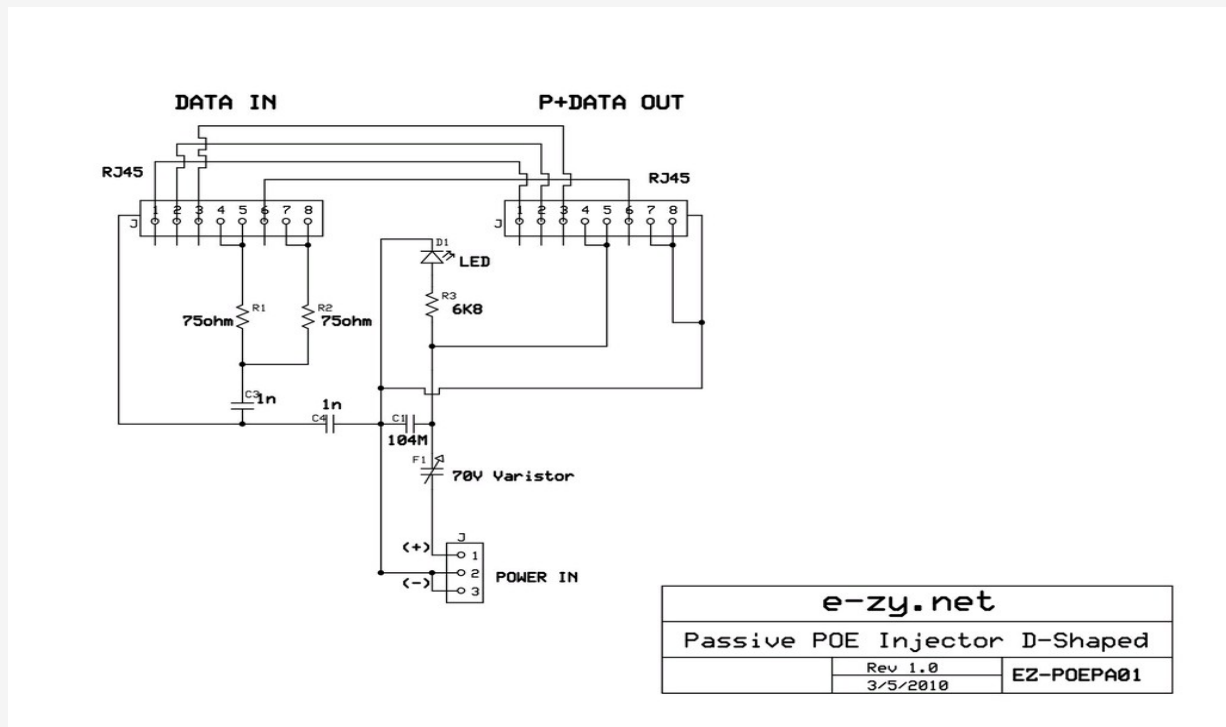 DATA IN
P+DATA OUT
RJ45
RJ45
1 2 3 4 5 6 7 8
J
1 2 3 4 5 6 7 8
J
D1
LED
R3
6K8
R1
75ohm
R2
75ohm
C3
1n
C4
1n
C1
104M
F1
70V Varistor
J
(+)
1
2
POWER IN
(-)
3
e-zy.net
Passive POE Injector D-Shaped
Rev 1.0
3/5/2010
EZ-POEPA01